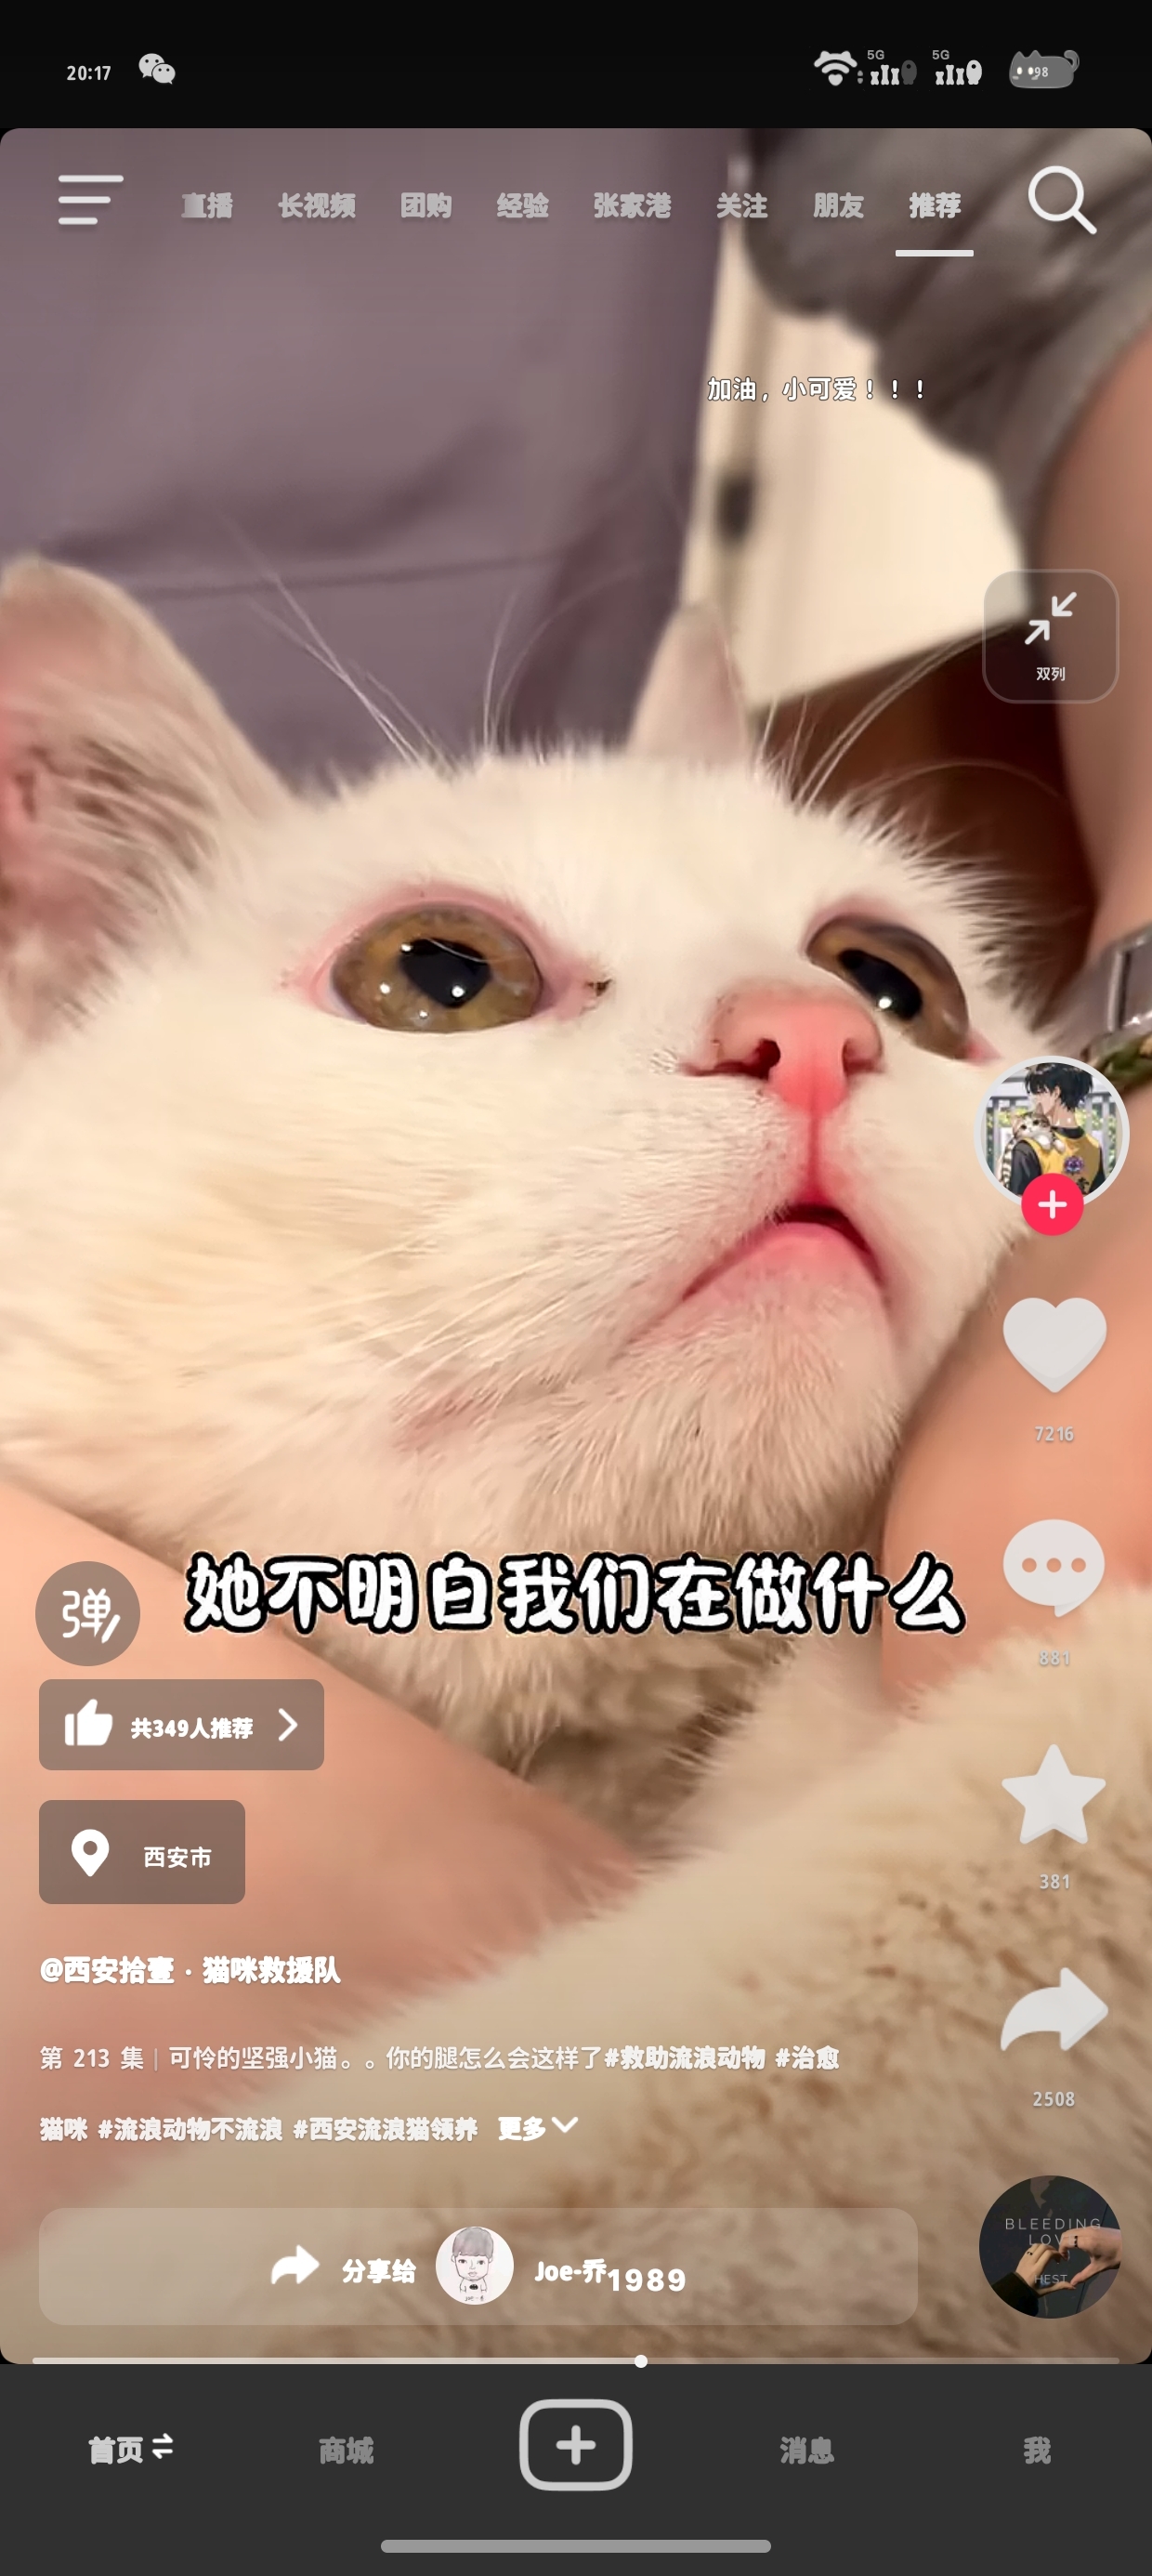 20:17
5G
5G
98
直播 长视频 团购 经验 张家港 关注 朋友 推荐
加油，小可爱！！！
双列
7216
她不明白我们在做什么
弹
881
共349人推荐
西安市
381
@西安拾壹 · 猫咪救援队
第 213 集｜可怜的坚强小猫。。你的腿怎么会这样了#救助流浪动物 #治愈
猫咪 #流浪动物不流浪 #西安流浪猫领养 更多
2508
BLEEDING
LOVE
分享给 Joe-乔1989
首页 商城 消息 我